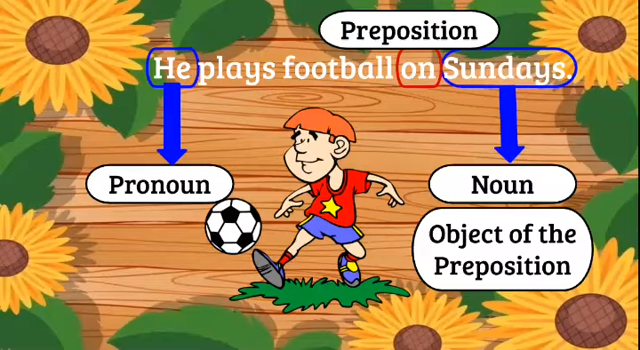 Preposition
He plays football on Sundays.
Pronoun
Noun
Object of the
Preposition